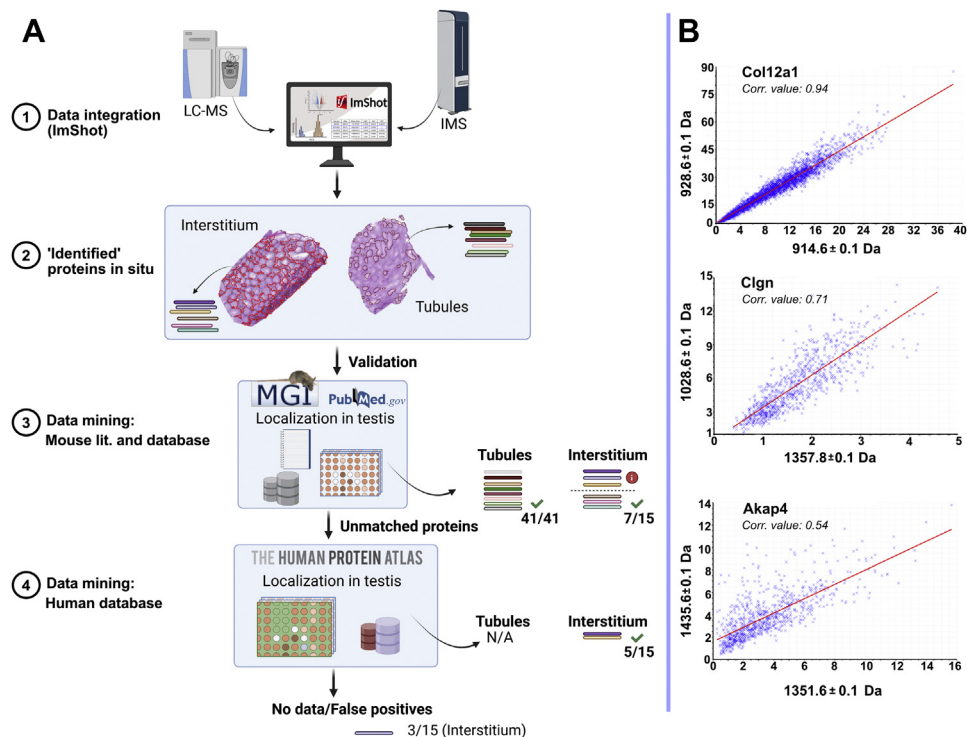 A
LC-MS
ImShot
IMS
1 Data integration
(ImShot)
Interstitium
2 'Identified'
proteins in situ
Tubules
Validation
MGI PubMed.gov
Localization in testis
3 Data mining:
Mouse lit. and database
Tubules Interstitium
i
41/41 7/15
Unmatched proteins
THE HUMAN PROTEIN ATLAS
Localization in testis
4 Data mining:
Human database
Tubules Interstitium
N/A
5/15
No data/False positives
3/15 (Interstitium)
B
Col12a1
Corr. value: 0.94
928.6±0.1 Da
90
75
60
45
30
15
0
0 4 8 12 16 20 24 28 32 36 40
914.6±0.1 Da
Clgn
Corr. value: 0.71
1028.6±0.1 Da
15
12
9
6
3
1
0 1 2 3 4 5
1357.8±0.1 Da
Akap4
Corr. value: 0.54
1435.6±0.1 Da
14
12
10
8
6
4
2
0
0 2 4 6 8 10 12 14 16
1351.6±0.1 Da